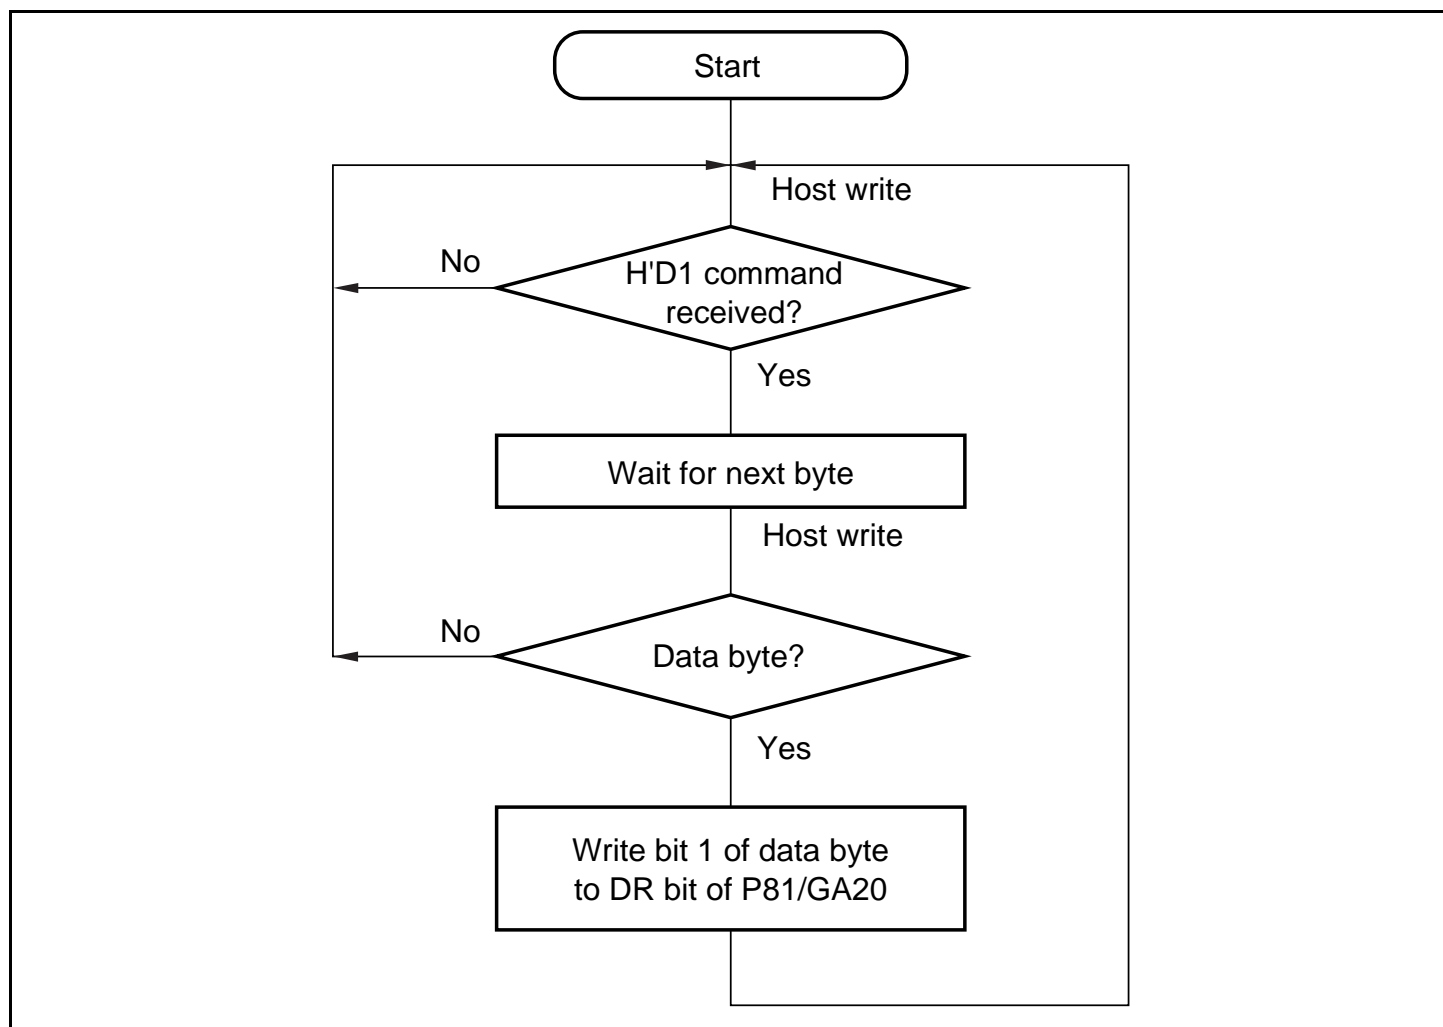 Start
Host write
No
H'D1 command
received?
Yes
Wait for next byte
Host write
No
Data byte?
Yes
Write bit 1 of data byte
to DR bit of P81/GA20